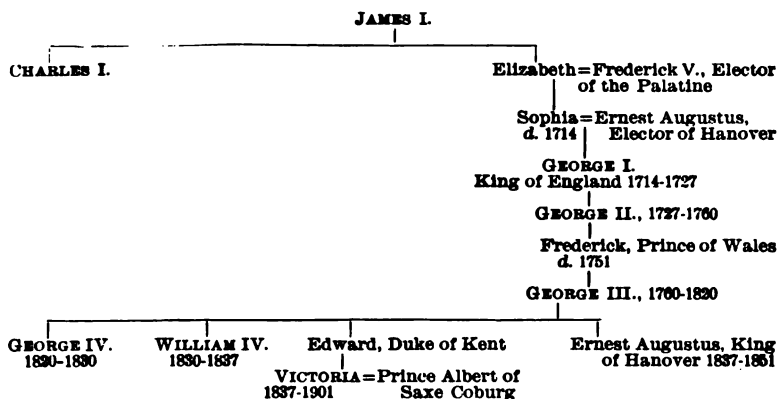 JAMES I.
CHARLES I.
Elizabeth=Frederick V., Elector
of the Palatine
Sophia=Ernest Augustus,
d. 1714 Elector of Hanover
GEORGE I.
King of England 1714-1727
GEORGE II., 1727-1760
Frederick, Prince of Wales
d. 1751
GEORGE III., 1760-1820
GEORGE IV. WILLIAM IV. Edward, Duke of Kent Ernest Augustus, King
1820-1830 1830-1837 of Hanover 1837-1851
VICTORIA=Prince Albert of
1837-1901 Saxe Coburg